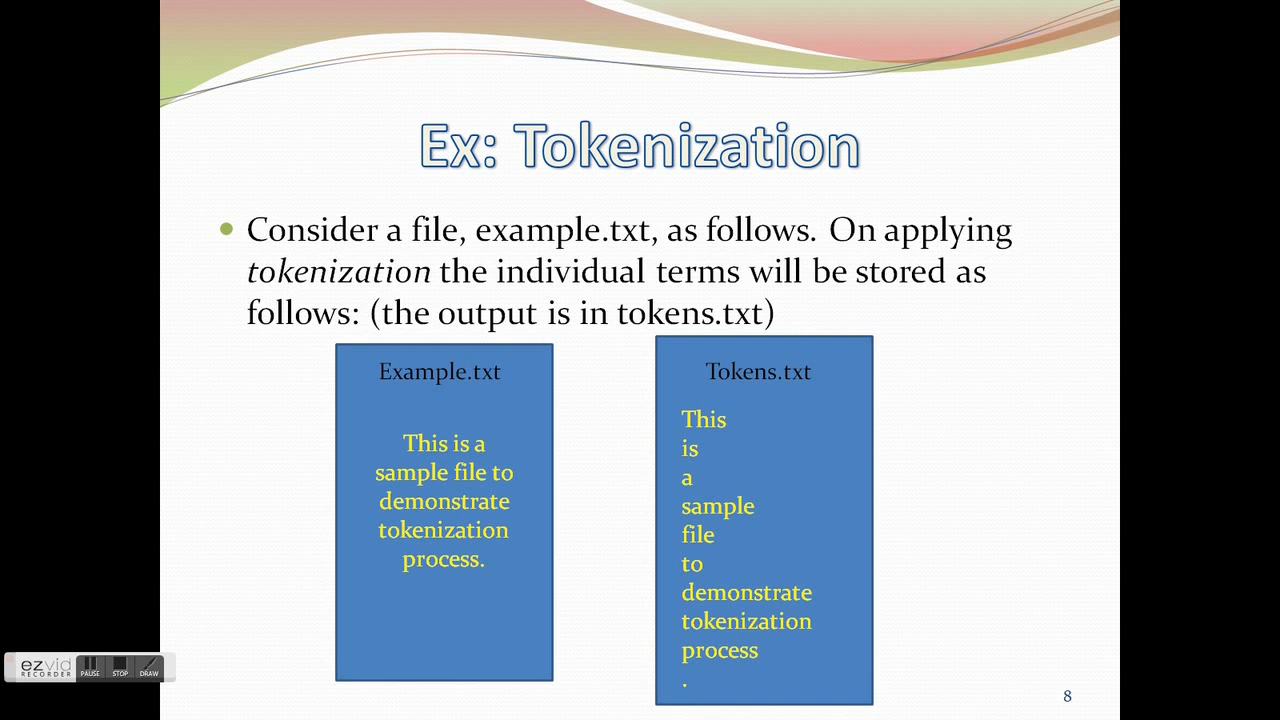 Ex: Tokenization
Consider a file, example.txt, as follows. On applying
tokenization the individual terms will be stored as
follows: (the output is in tokens.txt)
Example.txt
This is a
sample file to
demonstrate
tokenization
process.
Tokens.txt
This
is
a
sample
file
to
demonstrate
tokenization
process
.
ezvid
RECORDER
PAUSE
STOP
DRAW
8